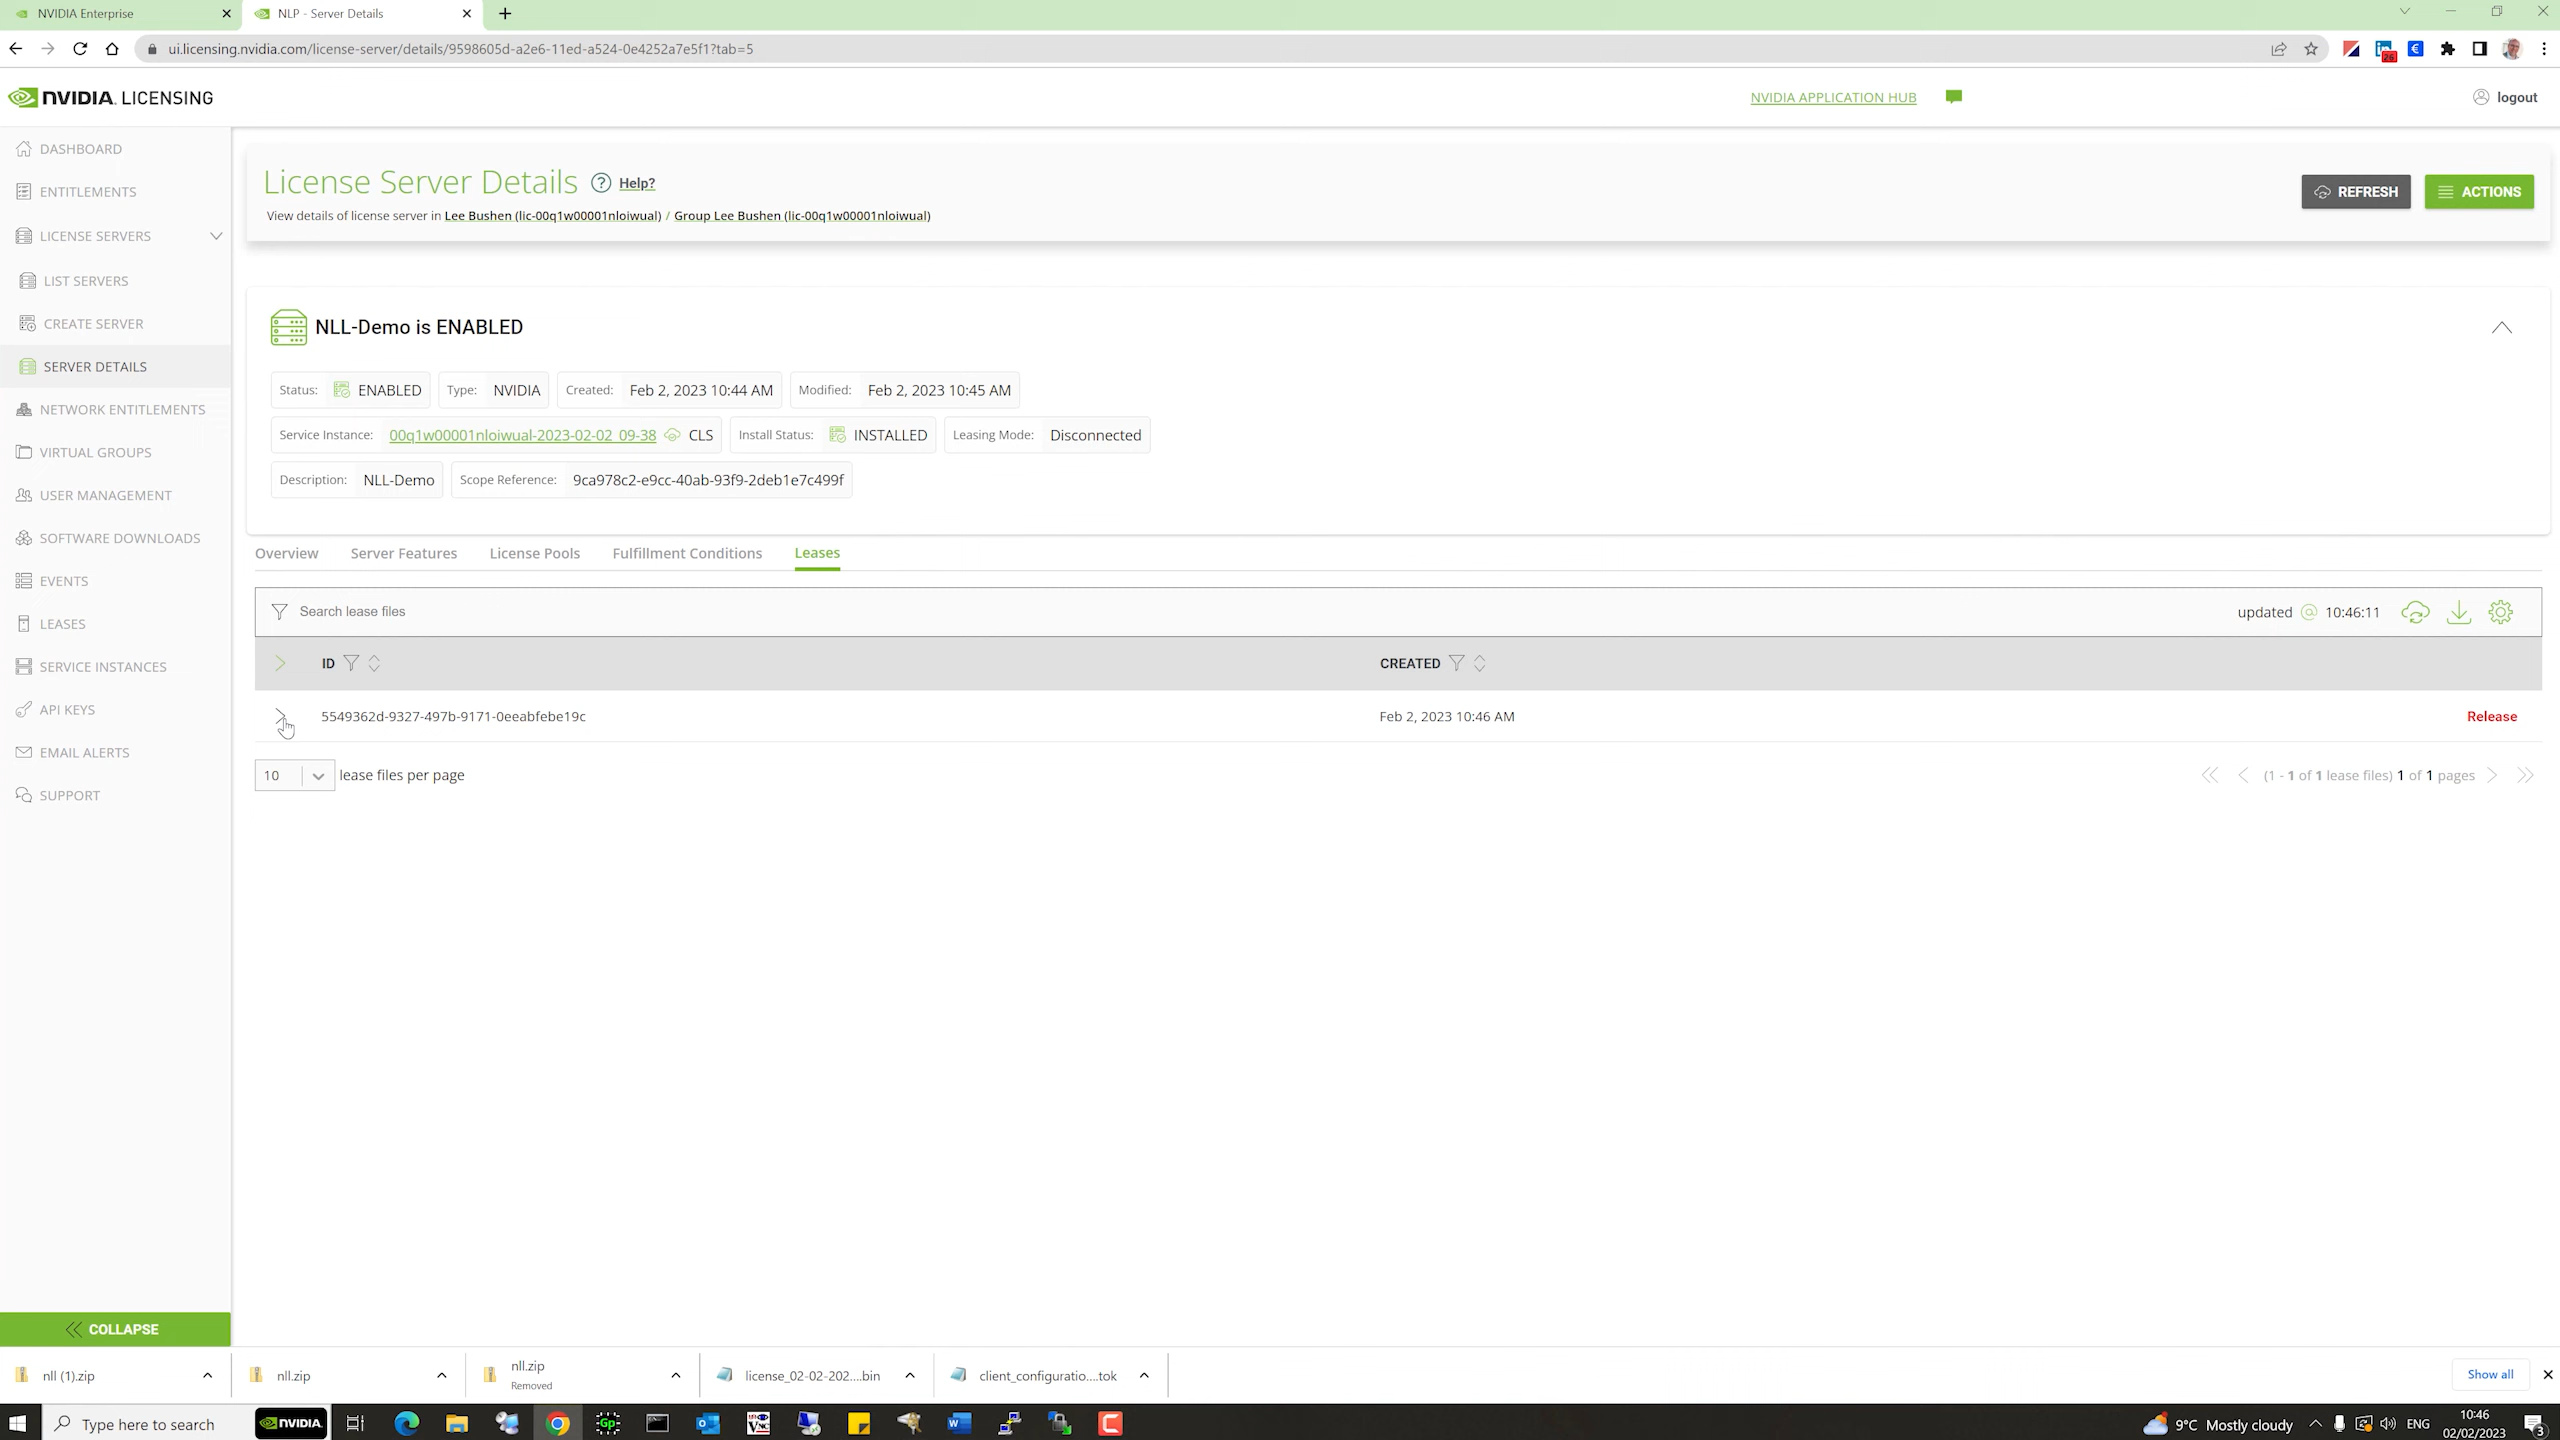 NVIDIA Enterprise
NLP - Server Details
ui.licensing.nvidia.com/license-server/details/9598605d-a2e6-11ed-a524-0e4252a7e5f1?tab=5
26
NVIDIA. LICENSING
NVIDIA APPLICATION HUB
logout
DASHBOARD
ENTITLEMENTS
LICENSE SERVERS
LIST SERVERS
CREATE SERVER
SERVER DETAILS
NETWORK ENTITLEMENTS
VIRTUAL GROUPS
USER MANAGEMENT
SOFTWARE DOWNLOADS
EVENTS
LEASES
SERVICE INSTANCES
API KEYS
EMAIL ALERTS
SUPPORT
COLLAPSE
License Server Details ? Help?
View details of license server in Lee Bushen (lic-00q1w00001nloiwual) / Group Lee Bushen (lic-00q1w00001nloiwual)
REFRESH
ACTIONS
NLL-Demo is ENABLED
Status: ENABLED Type: NVIDIA Created: Feb 2, 2023 10:44 AM Modified: Feb 2, 2023 10:45 AM
Service Instance: 00q1w00001nloiwual-2023-02-02_09-38 CLS Install Status: INSTALLED Leasing Mode: Disconnected
Description: NLL-Demo Scope Reference: 9ca978c2-e9cc-40ab-93f9-2deb1e7c499f
Overview Server Features License Pools Fulfillment Conditions Leases
Search lease files
updated @ 10:46:11
ID CREATED
5549362d-9327-497b-9171-0eeabfebe19c Feb 2, 2023 10:46 AM Release
10 lease files per page
(1 - 1 of 1 lease files) 1 of 1 pages
nll (1).zip
nll.zip
nll.zip
Removed
license_02-02-202....bin
client_configuratio....tok
Show all
Type here to search
NVIDIA.
Gp
9°C Mostly cloudy
ENG
10:46
02/02/2023
3